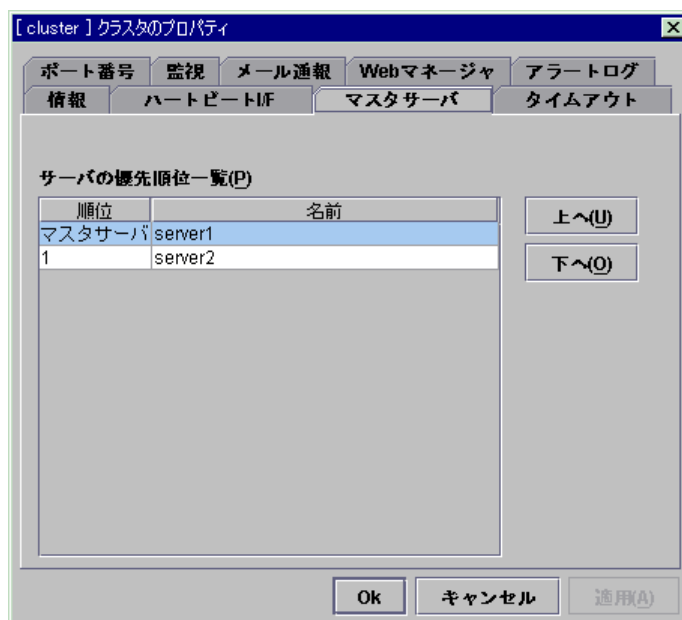 [ cluster ] クラスタのプロパティ
ポート番号 監視 メール通報 Webマネージャ アラートログ
情報 ハートビートI/F マスタサーバ タイムアウト
サーバの優先順位一覧(P)
順位 名前
マスタサーバ server1
1 server2
上へ(U)
下へ(O)
Ok キャンセル 適用(A)